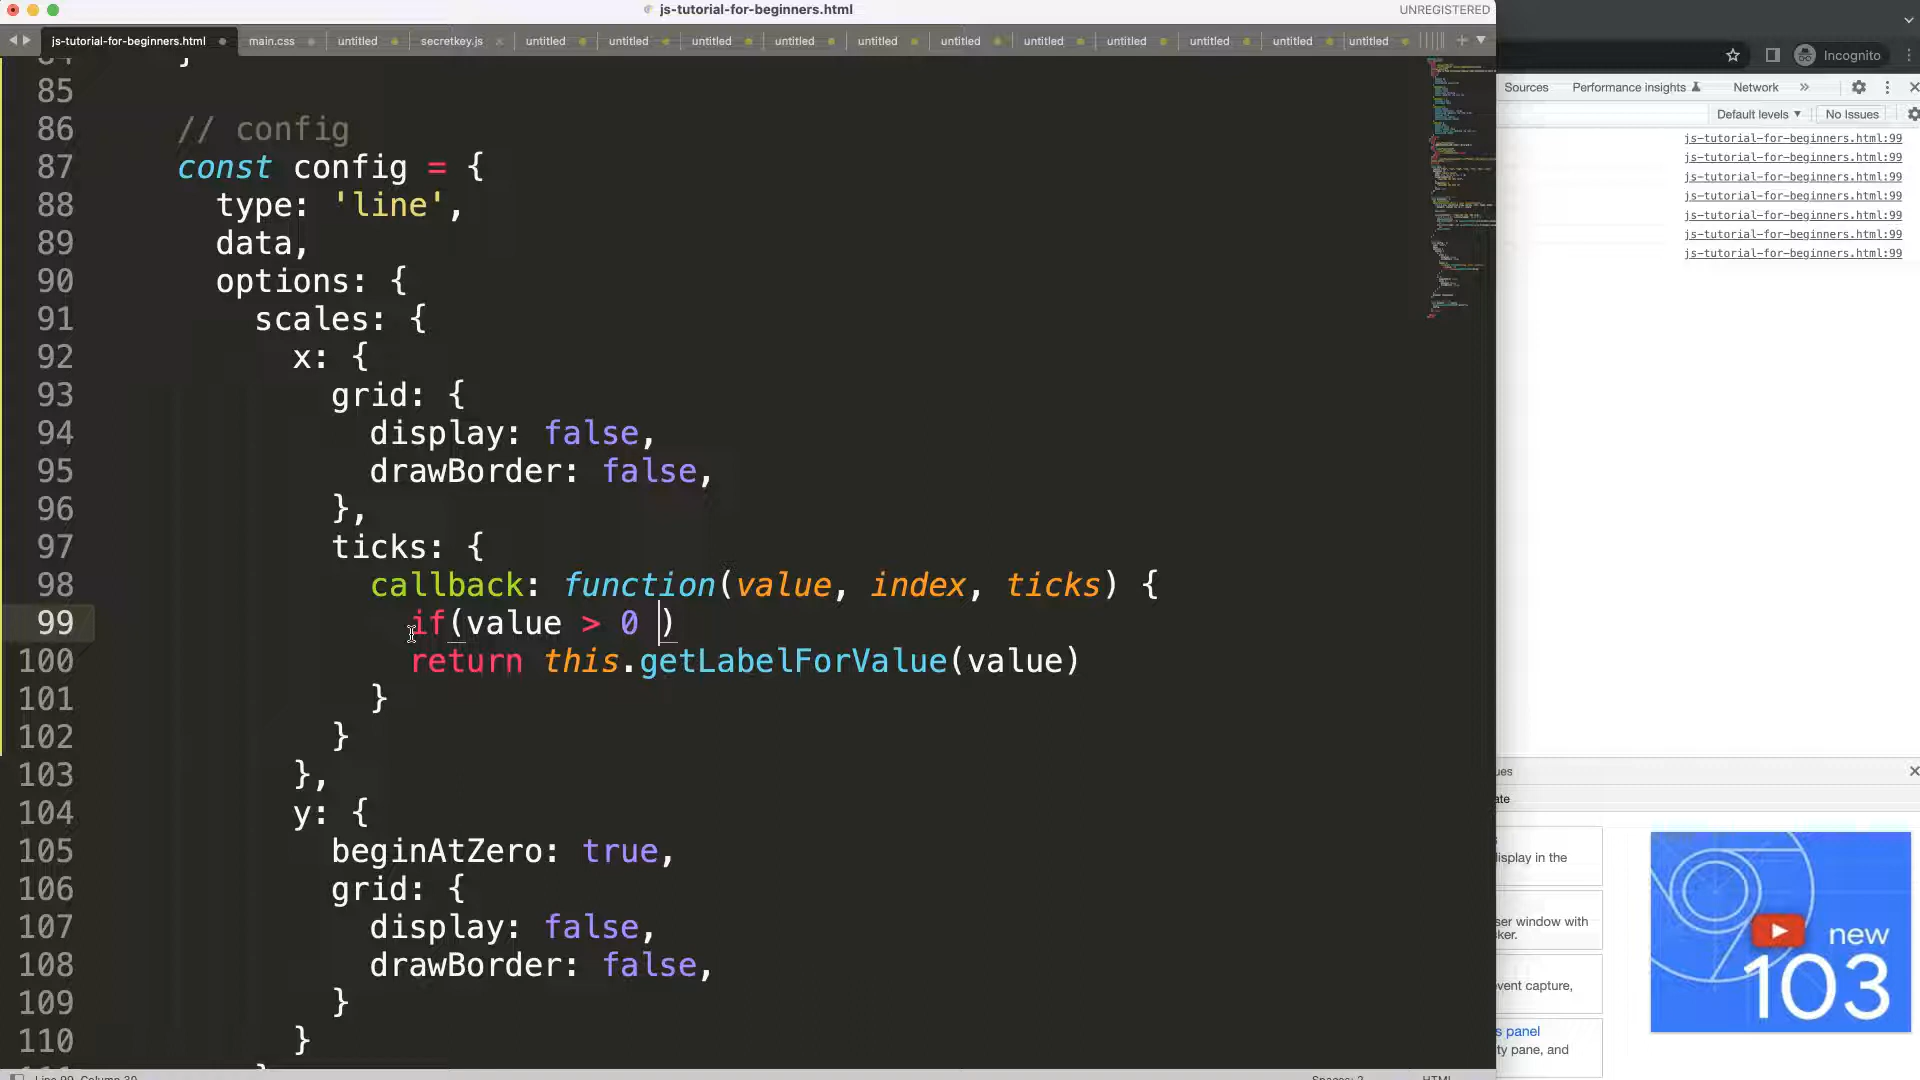 js-tutorial-for-beginners.html
UNREGISTERED
js-tutorial-for-beginners.html main.css untitled secretkey.js untitled untitled untitled untitled untitled untitled untitled untitled untitled untitled untitled
Incognito
Sources Performance insights Network
Default levels No Issues
85
86 // config
87 const config = {
88 type: 'line',
89 data,
90 options: {
91 scales: {
92 x: {
93 grid: {
94 display: false,
95 drawBorder: false,
96 },
97 ticks: {
98 callback: function(value, index, ticks) {
99 if(value > 0 )
100 return this.getLabelForValue(value)
101 }
102 }
103 },
104 y: {
105 beginAtZero: true,
106 grid: {
107 display: false,
108 drawBorder: false,
109 }
110 }
js-tutorial-for-beginners.html:99
js-tutorial-for-beginners.html:99
js-tutorial-for-beginners.html:99
js-tutorial-for-beginners.html:99
js-tutorial-for-beginners.html:99
js-tutorial-for-beginners.html:99
js-tutorial-for-beginners.html:99
display in the
window with
event capture,
panel
pane, and
new
103